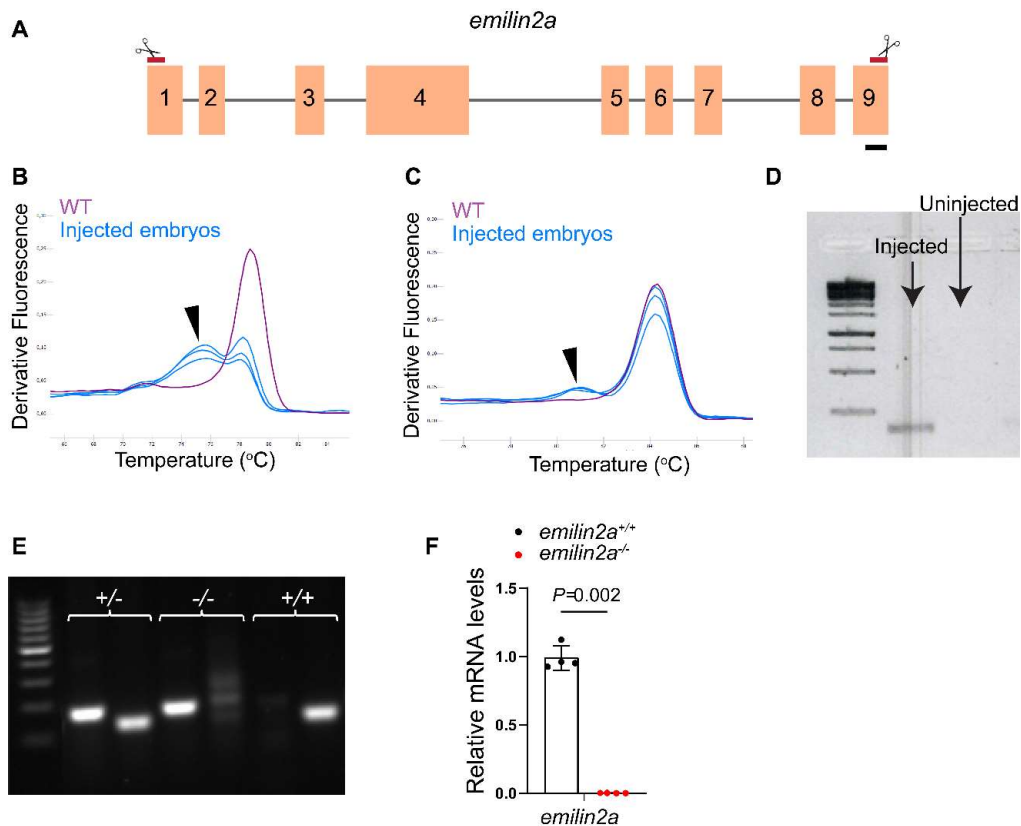 emilin2a
A
1 2 3 4 5 6 7 8 9
B
WT
Injected embryos
Derivative Fluorescence
Temperature (°C)
C
WT
Injected embryos
Derivative Fluorescence
Temperature (°C)
D
Uninjected
Injected
E
+/- -/- +/+
F
emilin2a+/+
emilin2a-/-
P=0.002
Relative mRNA levels
1.5
1.0
0.5
0.0
emilin2a